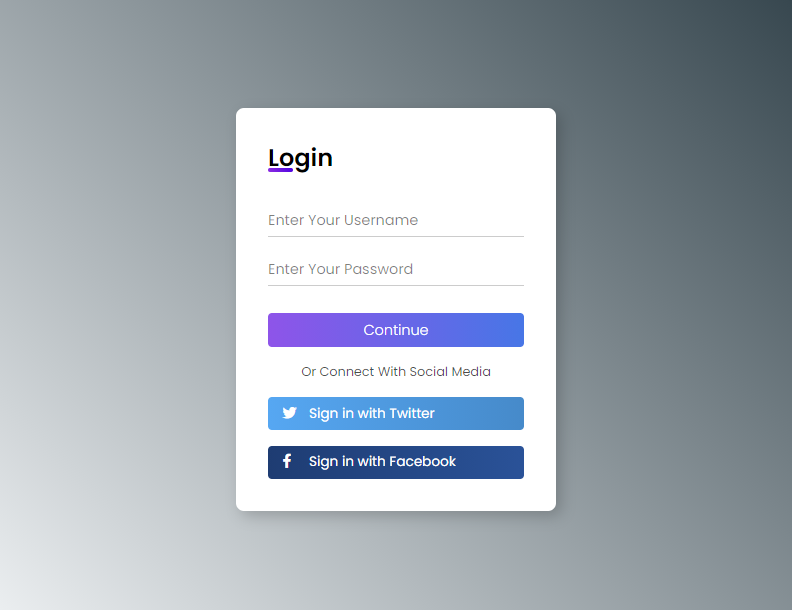 Login
Enter Your Username
Enter Your Password
Continue
Or Connect With Social Media
Sign in with Twitter
Sign in with Facebook